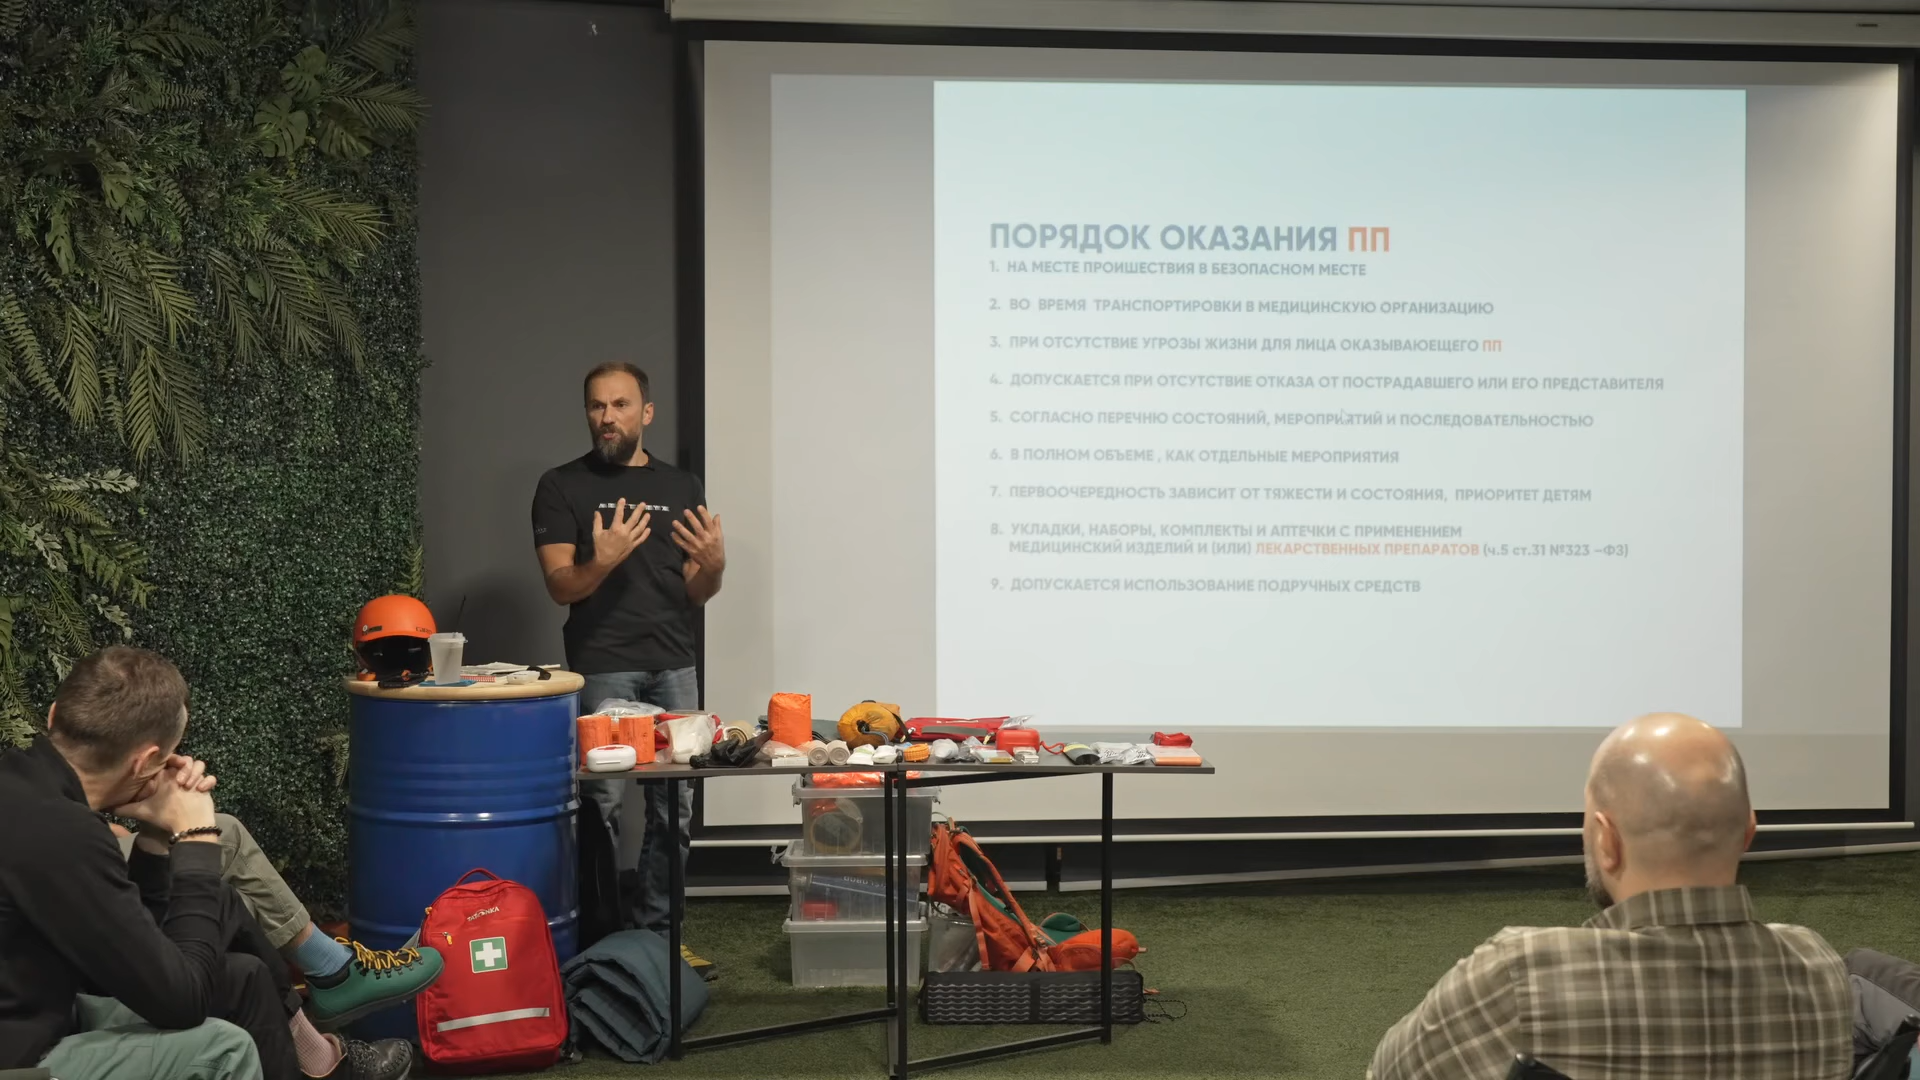 ПОРЯДОК ОКАЗАНИЯ ПП
1. НА МЕСТЕ ПРОИШЕСТВИЯ В БЕЗОПАСНОМ МЕСТЕ
2. ВО ВРЕМЯ ТРАНСПОРТИРОВКИ В МЕДИЦИНСКУЮ ОРГАНИЗАЦИЮ
3. ПРИ ОТСУТСТВИЕ УГРОЗЫ ЖИЗНИ ДЛЯ ЛИЦА ОКАЗЫВАЮЕЩЕГО ПП
4. ДОПУСКАЕТСЯ ПРИ ОТСУТСТВИЕ ОТКАЗА ОТ ПОСТРАДАВШЕГО ИЛИ ЕГО ПРЕДСТАВИТЕЛЯ
5. СОГЛАСНО ПЕРЕЧНЮ СОСТОЯНИЙ, МЕРОПРИЯТИЙ И ПОСЛЕДОВАТЕЛЬНОСТЬЮ
6. В ПОЛНОМ ОБЪЕМЕ , КАК ОТДЕЛЬНЫЕ МЕРОПРИЯТИЯ
7. ПЕРВООЧЕРЕДНОСТЬ ЗАВИСИТ ОТ ТЯЖЕСТИ И СОСТОЯНИЯ, ПРИОРИТЕТ ДЕТЯМ
8. УКЛАДКИ, НАБОРЫ, КОМПЛЕКТЫ И АПТЕЧКИ С ПРИМЕНЕНИЕМ
МЕДИЦИНСКИЙ ИЗДЕЛИЙ И (ИЛИ) ЛЕКАРСТВЕННЫХ ПРЕПАРАТОВ (ч.5 ст.31 №323 –ФЗ)
9. ДОПУСКАЕТСЯ ИСПОЛЬЗОВАНИЕ ПОДРУЧНЫХ СРЕДСТВ
TATONKA